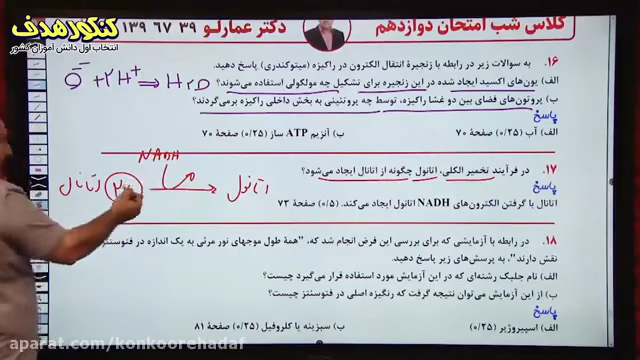 کنکور هدف
انتخاب اول دانش آموزان کشور
کلاس شب امتحان دوازدهم
دکتر عمارلو ۳۹ ۶۷ ۱۳۹
۱۶- به سوالات زیر در رابطه با زنجیرهٔ انتقال الکترون در راکیزه (میتوکندری) پاسخ دهید.
الف) یون‌های اکسید ایجاد شده در این زنجیره برای تشکیل چه مولکولی استفاده می‌شوند؟
O⁻ + 2H⁺ ⇒ H2O
ب) پروتون‌های فضای بین دو غشا راکیزه، توسط چه پروتئینی به بخش داخلی راکیزه برمی‌گردند؟
پاسخ
الف) آب (۰/۲۵) صفحهٔ ۷۰ ب) آنزیم ATP ساز (۰/۲۵) صفحهٔ ۷۰
۱۷- در فرآیند تخمیر الکلی، اتانول چگونه از اتانال ایجاد می‌شود؟
NADH
پاسخ
اتانال اتانول
اتانال با گرفتن الکترون‌های NADH اتانول ایجاد می‌کند. (۰/۵) صفحهٔ ۷۳
۱۸- در رابطه با آزمایشی که برای بررسی این فرض انجام شد که، "همهٔ طول موجهای نور مرئی به یک اندازه در فتوسنتز
نقش دارند". به پرسش‌های زیر پاسخ دهید.
الف) نام جلبک رشته‌ای که در این آزمایش مورد استفاده قرار می‌گیرد چیست؟
ب) از این آزمایش می‌توان نتیجه گرفت که رنگیزه اصلی در فتوسنتز چیست؟
پاسخ
الف) اسپیروژیر (۰/۲۵) ب) سبزینه یا کلروفیل (۰/۲۵) صفحهٔ ۸۱
aparat.com/konkoorehadaf